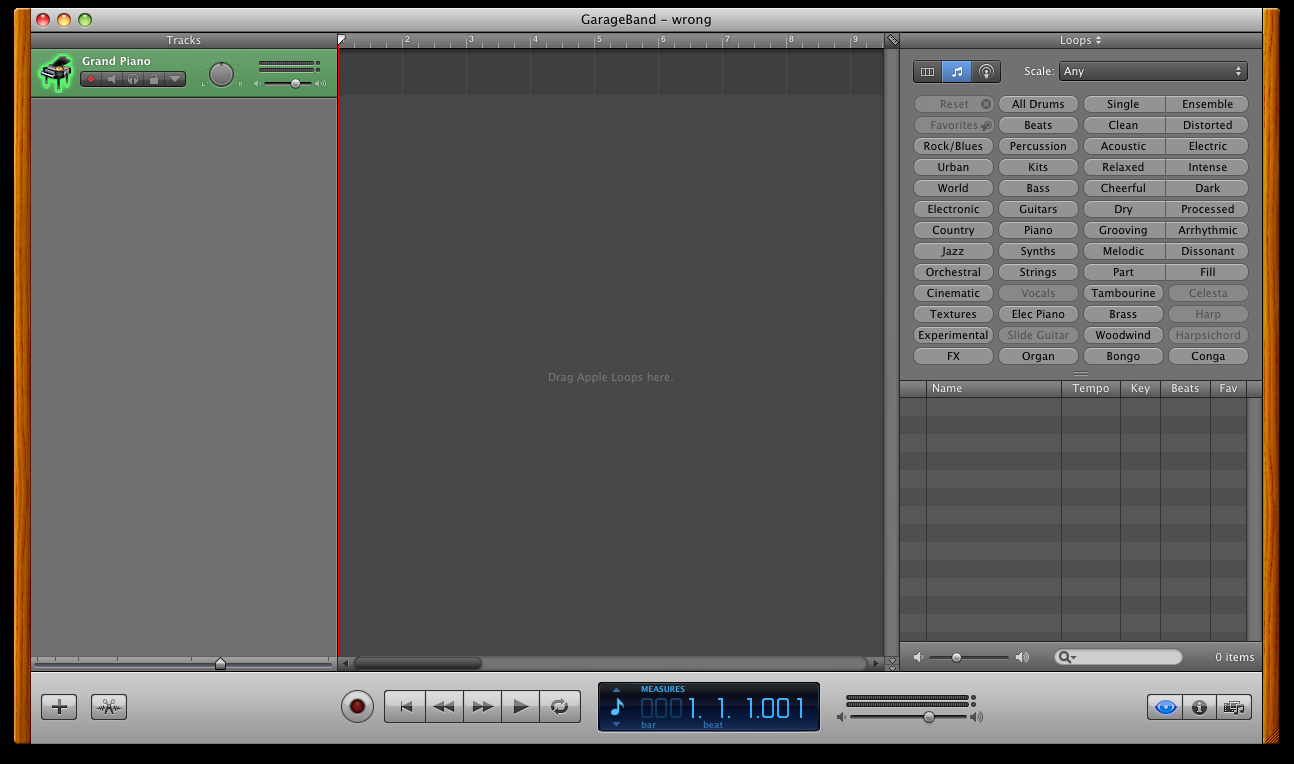 GarageBand – wrong
Tracks
2 3 4 5 6 7 8 9
Loops
Grand Piano
L R
Scale: Any
Reset All Drums Single Ensemble
Favorites Beats Clean Distorted
Rock/Blues Percussion Acoustic Electric
Urban Kits Relaxed Intense
World Bass Cheerful Dark
Electronic Guitars Dry Processed
Country Piano Grooving Arrhythmic
Jazz Synths Melodic Dissonant
Orchestral Strings Part Fill
Cinematic Vocals Tambourine Celesta
Textures Elec Piano Brass Harp
Experimental Slide Guitar Woodwind Harpsichord
FX Organ Bongo Conga
Drag Apple Loops here.
Name Tempo Key Beats Fav
0 items
MEASURES
0001. 1. 1.001
bar beat